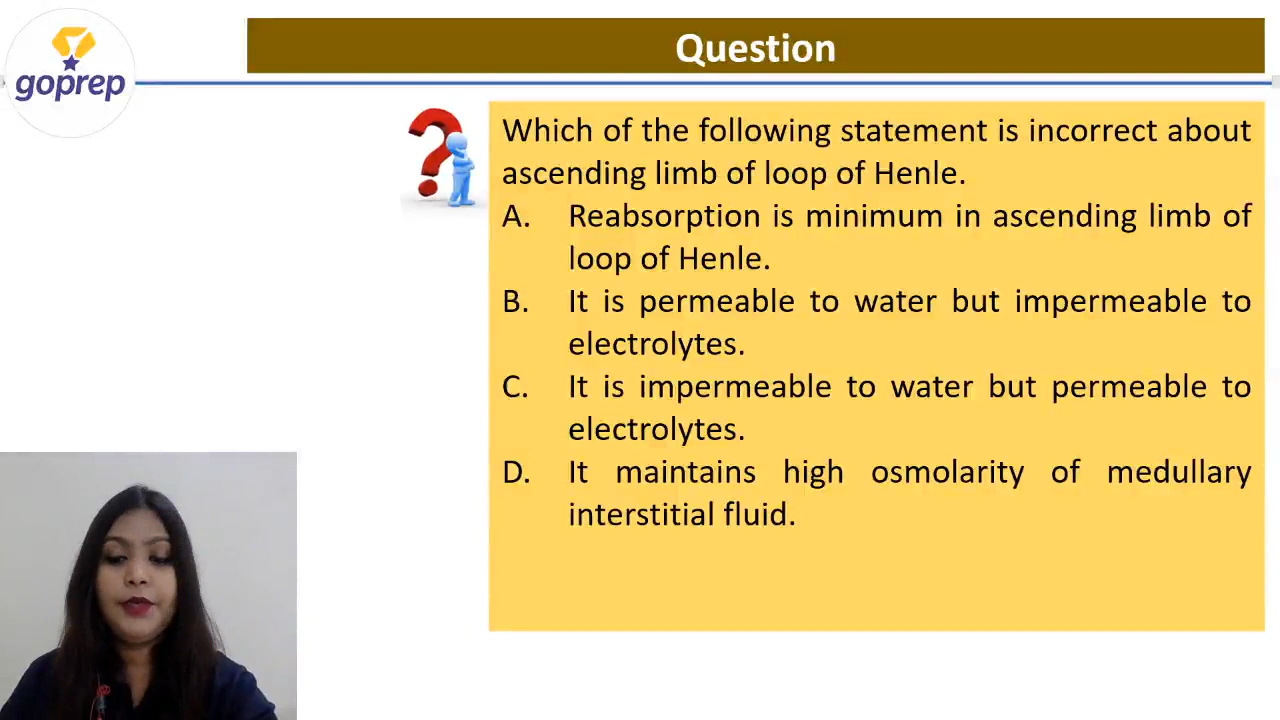 goprep
Question
Which of the following statement is incorrect about
ascending limb of loop of Henle.
A. Reabsorption is minimum in ascending limb of
loop of Henle.
B. It is permeable to water but impermeable to
electrolytes.
C. It is impermeable to water but permeable to
electrolytes.
D. It maintains high osmolarity of medullary
interstitial fluid.